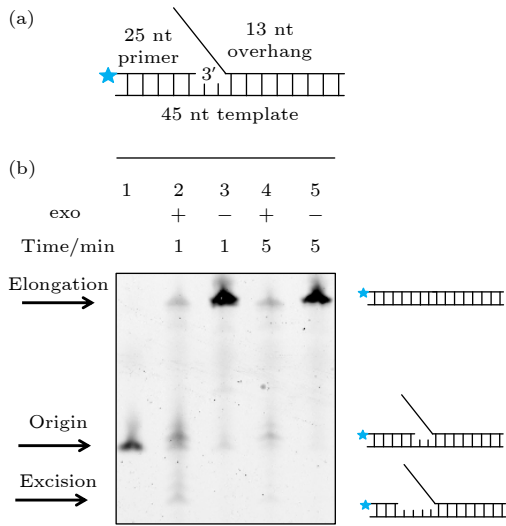 (a)
25 nt
primer
13 nt
overhang
3′
45 nt template
(b)
1 2 3 4 5
exo + − + −
Time/min 1 1 5 5
Elongation
Origin
Excision